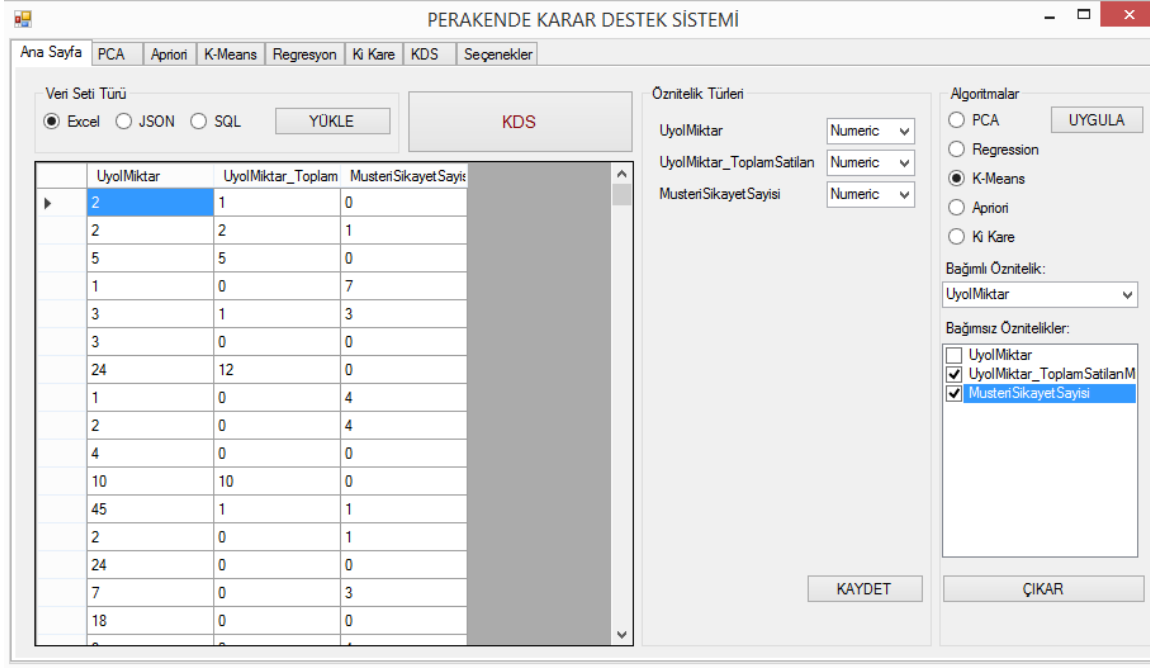 PERAKENDE KARAR DESTEK SİSTEMİ
Ana Sayfa PCA Apriori K-Means Regresyon Ki Kare KDS Seçenekler
Veri Seti Türü
Excel JSON SQL YÜKLE
KDS
UyolMiktar UyolMiktar_Toplam MusteriSikayetSayis
2 1 0
2 2 1
5 5 0
1 0 7
3 1 3
3 0 0
24 12 0
1 0 4
2 0 4
4 0 0
10 10 0
45 1 1
2 0 1
24 0 0
7 0 3
18 0 0
Öznitelik Türleri
UyolMiktar Numeric
UyolMiktar_ToplamSatilan Numeric
MusteriSikayetSayisi Numeric
KAYDET
Algoritmalar
PCA UYGULA
Regression
K-Means
Apriori
Ki Kare
Bağımlı Öznitelik:
UyolMiktar
Bağımsız Öznitelikler:
UyolMiktar
UyolMiktar_ToplamSatilanM
MusteriSikayetSayisi
ÇIKAR